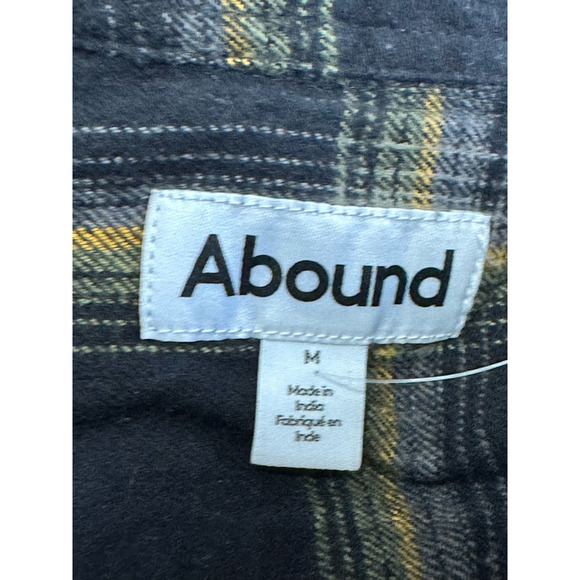 Abound
M
Made in
India
Fabriqué en
Inde